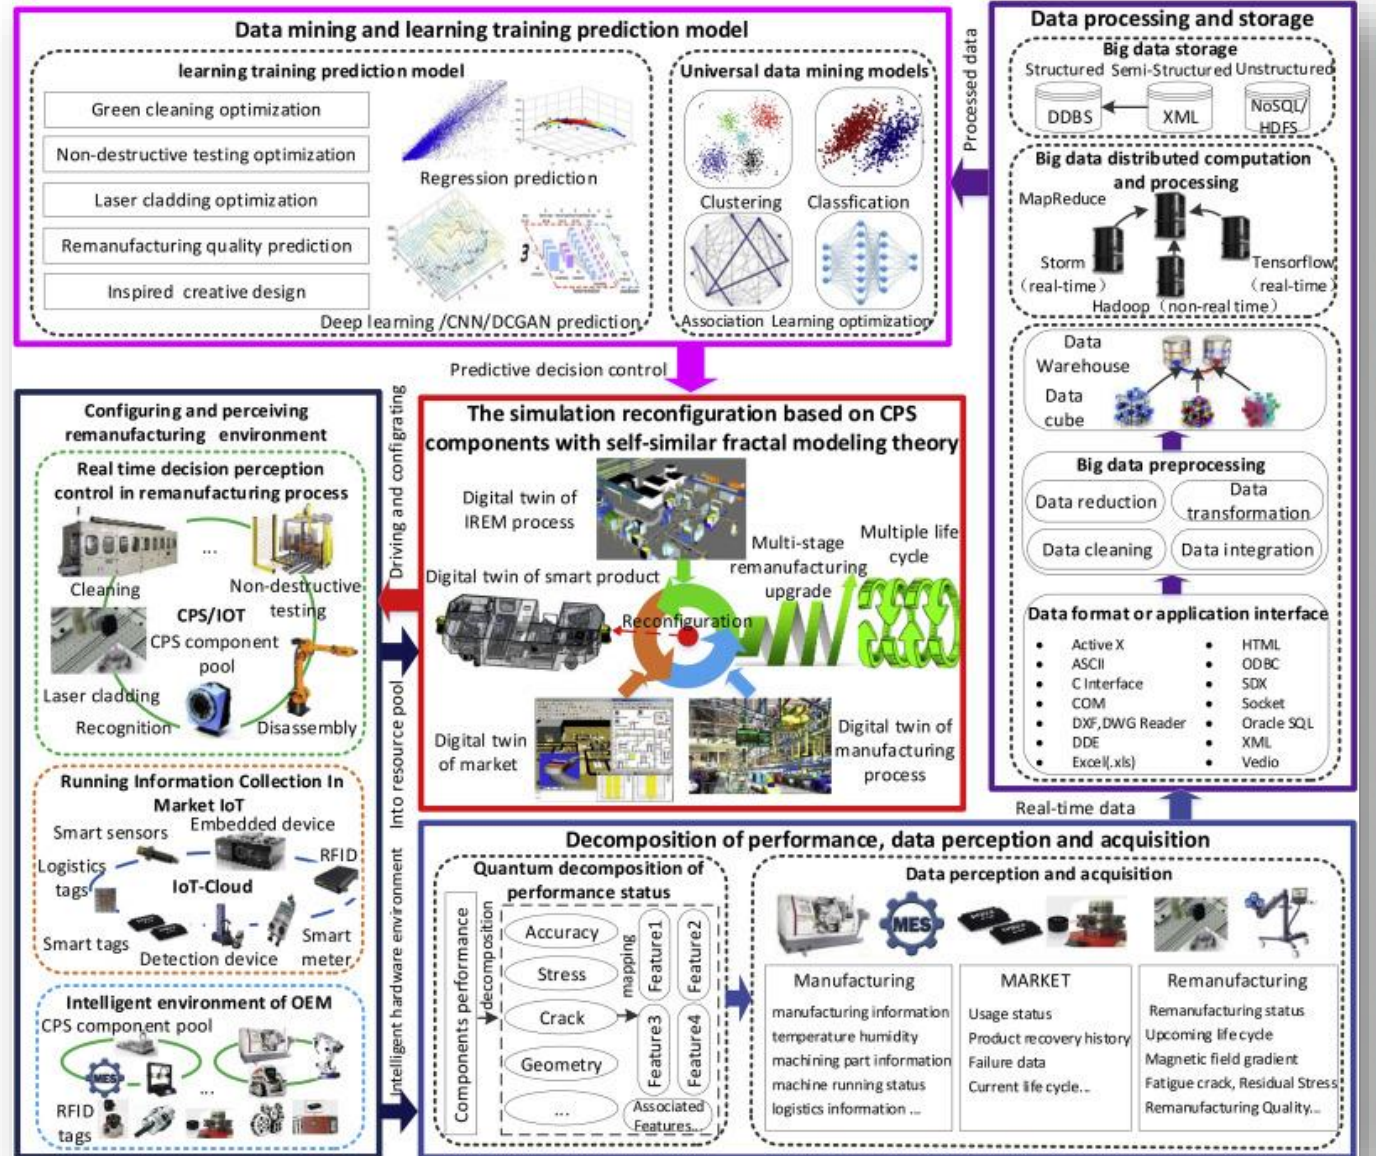 Data mining and learning training prediction model
learning training prediction model
Green cleaning optimization
Non-destructive testing optimization
Laser cladding optimization
Remanufacturing quality prediction
Inspired creative design
Regression prediction
3
Deep learning /CNN/DCGAN prediction
Universal data mining models
Clustering
Classfication
Association
Learning optimization
Processed data
Data processing and storage
Big data storage
Structured
Semi-Structured
Unstructured
DDBS
XML
NoSQL/
HDFS
Big data distributed computation
and processing
MapReduce
Storm
(real-time)
Tensorflow
(real-time)
Hadoop (non-real time)
Data
Warehouse
Data
cube
Big data preprocessing
Data reduction
Data
transformation
Data cleaning
Data integration
Data format or application interface
Active X
ASCII
C Interface
COM
DXF,DWG Reader
DDE
Excel(.xls)
HTML
ODBC
SDX
Socket
Oracle SQL
XML
Vedio
Predictive decision control
Configuring and perceiving
remanufacturing environment
Real time decision perception
control in remanufacturing process
...
Cleaning
Non-destructive
testing
CPS/IOT
CPS component
pool
Laser cladding
Recognition
Disassembly
Running Information Collection In
Market IoT
Smart sensors
Embedded device
Logistics
tags
RFID
IoT-Cloud
Smart tags
Detection device
Smart
meter
Intelligent environment of OEM
CPS component pool
MES
...
RFID
tags
Driving and configrating
Into resource pool
Intelligent hardware environment
The simulation reconfiguration based on CPS
components with self-similar fractal modeling theory
Digital twin of
IREM process
Digital twin of smart product
Multi-stage
remanufacturing
upgrade
Multiple life
cycle
Reconfiguration
Digital twin
of market
Digital twin of
manufacturing
process
Real-time data
Decomposition of performance, data perception and acquisition
Quantum decomposition of
performance status
Components performance
decomposition
Accuracy
Stress
Crack
Geometry
...
mapping
Feature1
Feature2
Feature3
Feature4
Associated
Features...
Data perception and acquisition
MES
Manufacturing
manufacturing information
temperature humidity
machining part information
machine running status
logistics information ...
MARKET
Usage status
Product recovery history
Failure data
Current life cycle...
Remanufacturing
Remanufacturing status
Upcoming life cycle
Magnetic field gradient
Fatigue crack, Residual Stress
Remanufacturing Quality...